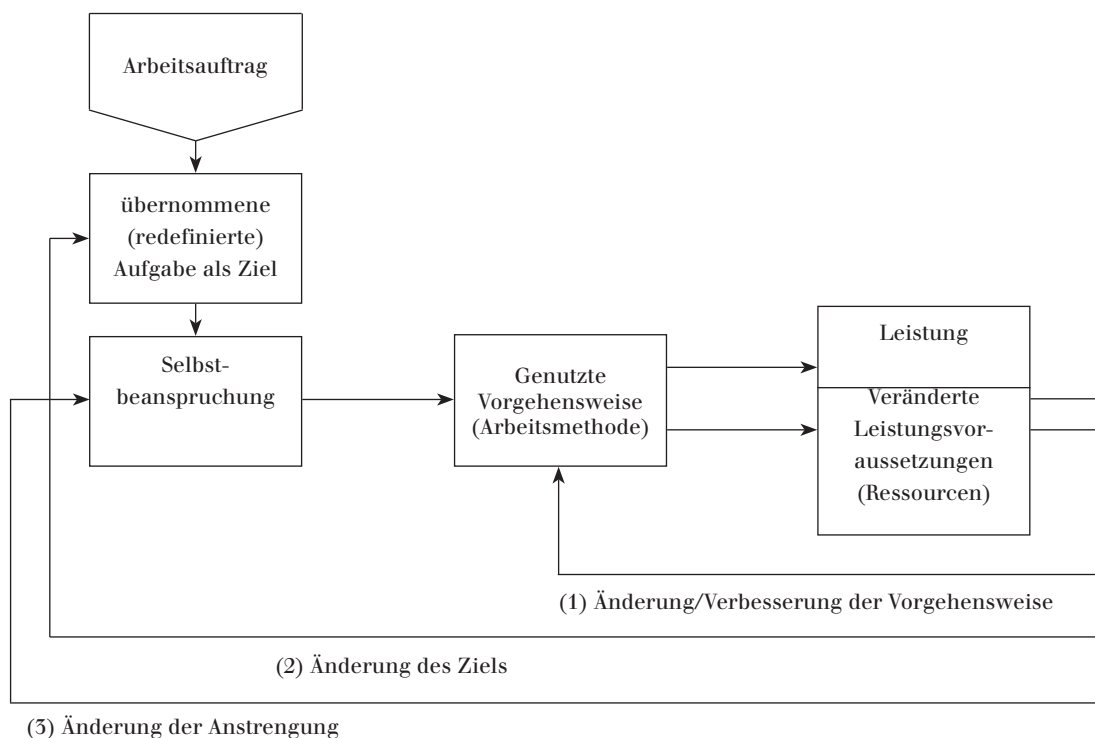 Arbeitsauftrag
übernommene
(redefinierte)
Aufgabe als Ziel
Selbst-
beanspruchung
Genutzte
Vorgehensweise
(Arbeitsmethode)
Leistung
Veränderte
Leistungsvor-
aussetzungen
(Ressourcen)
(1) Änderung/Verbesserung der Vorgehensweise
(2) Änderung des Ziels
(3) Änderung der Anstrengung